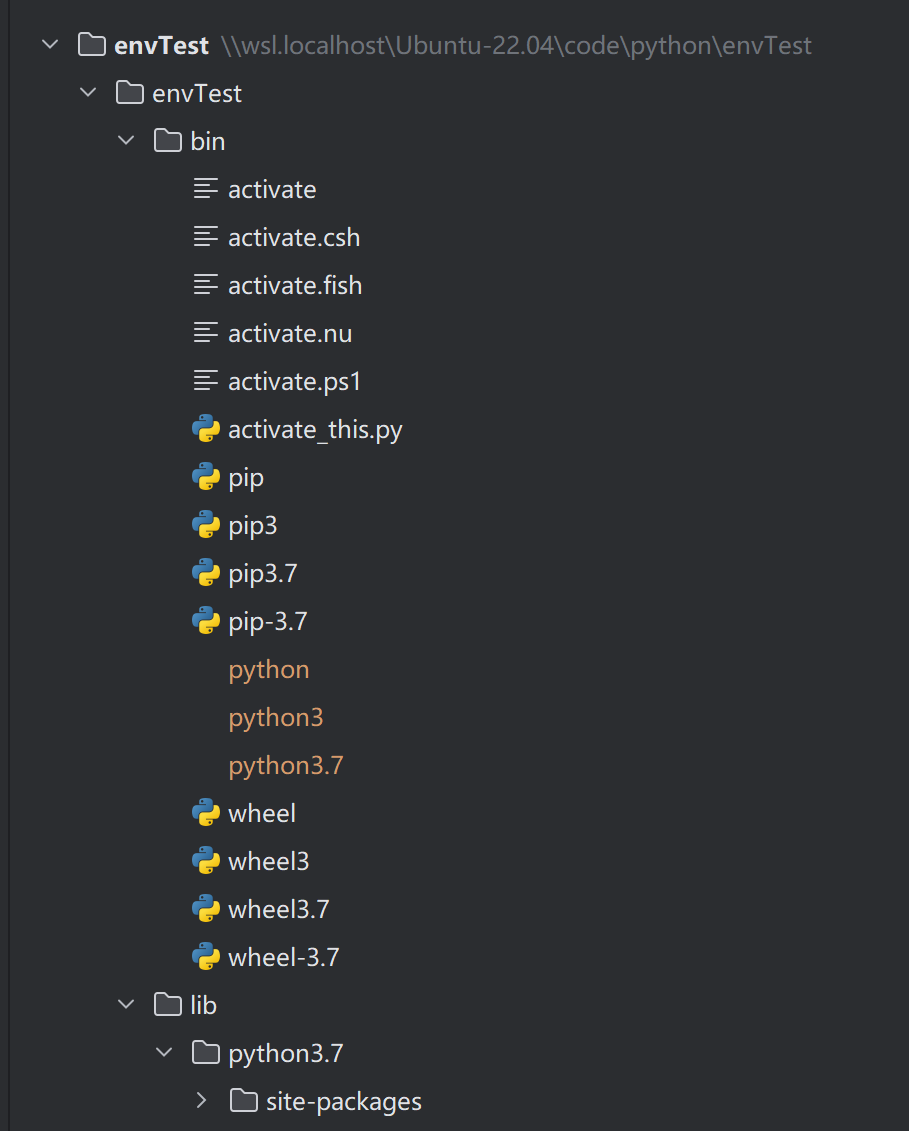 envTest \\wsl.localhost\Ubuntu-22.04\code\python\envTest
envTest
bin
activate
activate.csh
activate.fish
activate.nu
activate.ps1
activate_this.py
pip
pip3
pip3.7
pip-3.7
python
python3
python3.7
wheel
wheel3
wheel3.7
wheel-3.7
lib
python3.7
site-packages